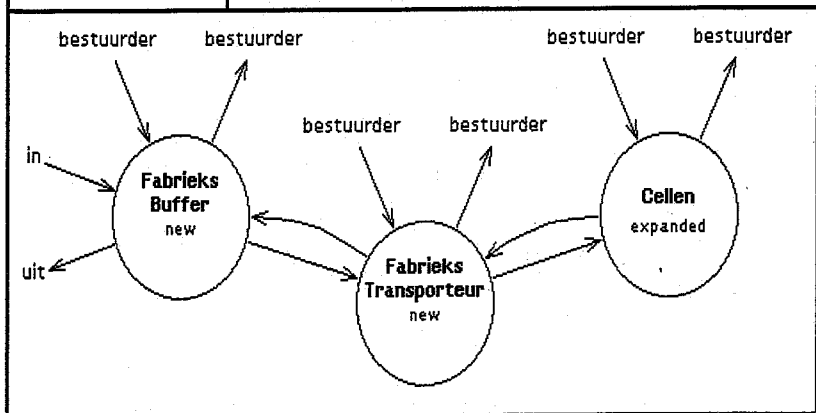 bestuurder
bestuurder
bestuurder
bestuurder
bestuurder
bestuurder
in
Fabrieks
Buffer
new
uit
Fabrieks
Transporteur
new
Cellen
expanded